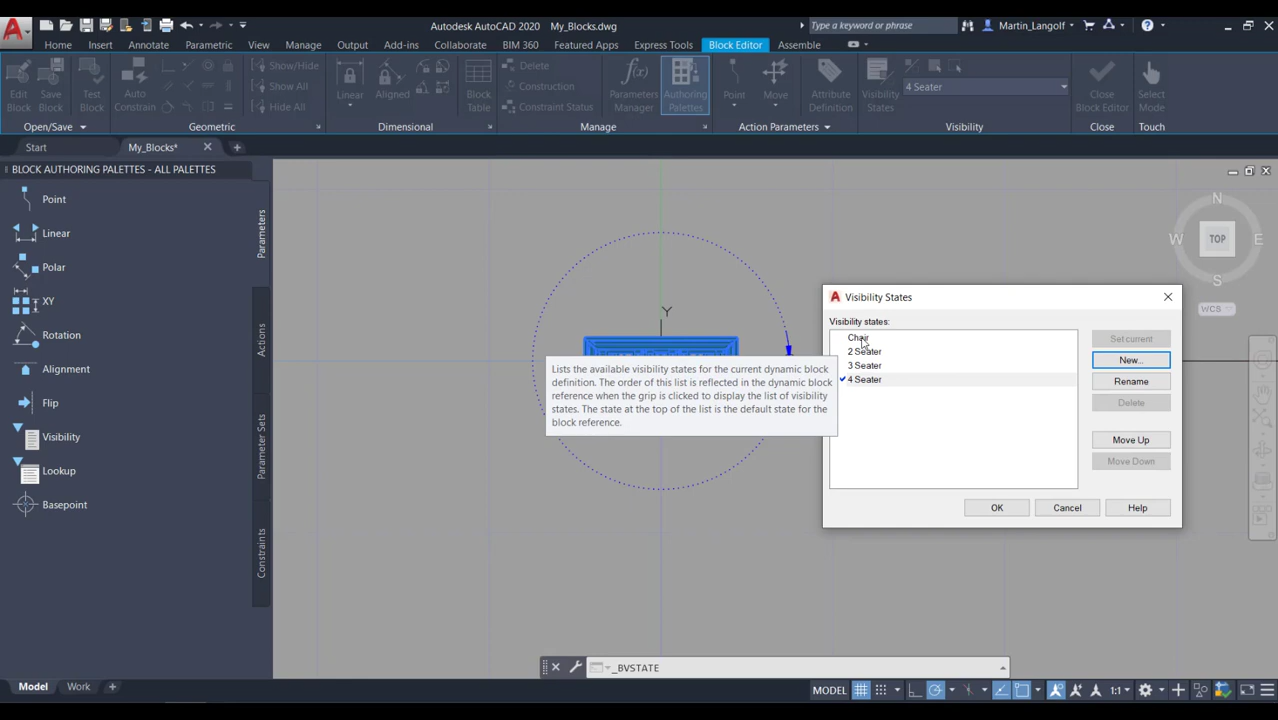 Autodesk AutoCAD 2020 My_Blocks.dwg
Type a keyword or phrase
Martin_Langolf
Home Insert Annotate Parametric View Manage Output Add-ins Collaborate BIM 360 Featured Apps Express Tools Block Editor Assemble
Edit Block
Save Block
Test Block
Auto Constrain
Show/Hide
Show All
Hide All
Linear
Aligned
Block Table
Delete
Construction
Constraint Status
Parameters Manager
Authoring Palettes
Point
Move
Attribute Definition
Visibility States
4 Seater
Close Block Editor
Select Mode
Open/Save Geometric Dimensional Manage Action Parameters Visibility Close Touch
Start My_Blocks*
BLOCK AUTHORING PALETTES - ALL PALETTES
Point
Linear
Polar
XY
Rotation
Alignment
Flip
Visibility
Lookup
Basepoint
Parameters
Actions
Parameter Sets
Constraints
Y
N
W TOP E
S
WCS
Visibility States
Visibility states:
Chair
2 Seater
3 Seater
4 Seater
Set current
New...
Rename
Delete
Move Up
Move Down
OK Cancel Help
Lists the available visibility states for the current dynamic block
definition. The order of this list is reflected in the dynamic block
reference when the grip is clicked to display the list of visibility
states. The state at the top of the list is the default state for the
block reference.
_BVSTATE
Model Work
MODEL 1:1